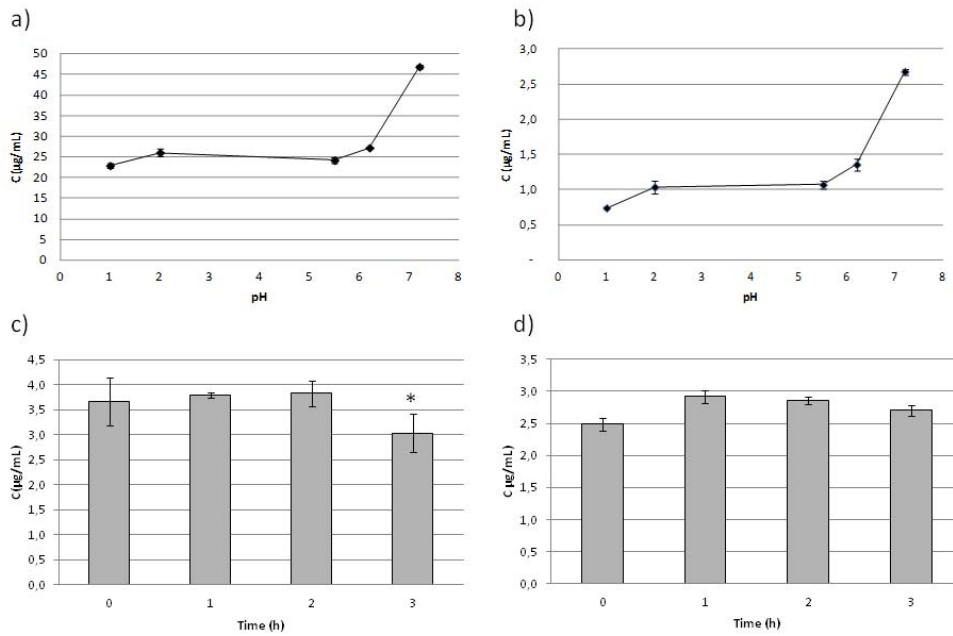 a)
C (µg/mL)
50
45
40
35
30
25
20
15
10
5
0
0 1 2 3 4 5 6 7 8
pH
b)
C (µg/mL)
3,0
2,5
2,0
1,5
1,0
0,5
-
0 1 2 3 4 5 6 7 8
pH
c)
C (µg/mL)
4,5
4,0
3,5
3,0
2,5
2,0
1,5
1,0
0,5
0,0
*
0 1 2 3
Time (h)
d)
C µg/mL)
3,5
3,0
2,5
2,0
1,5
1,0
0,5
0,0
0 1 2 3
Time (h)